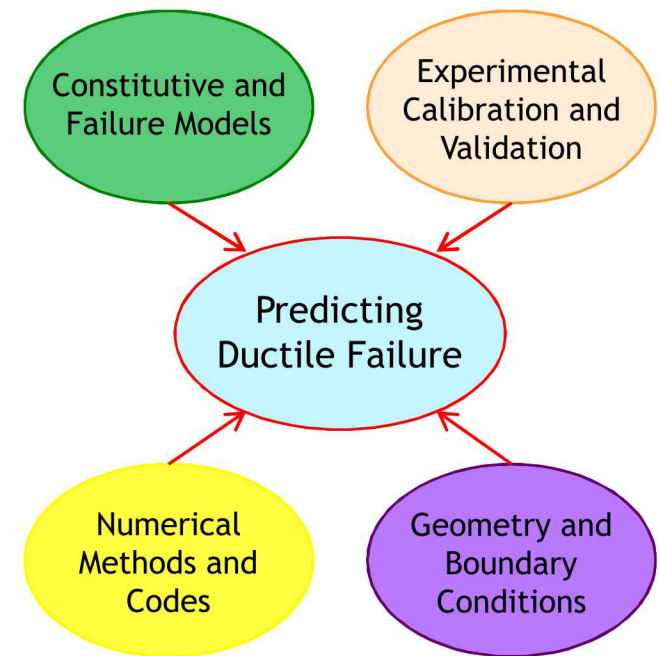 Constitutive and
Failure Models
Experimental
Calibration and
Validation
Predicting
Ductile Failure
Numerical
Methods and
Codes
Geometry and
Boundary
Conditions